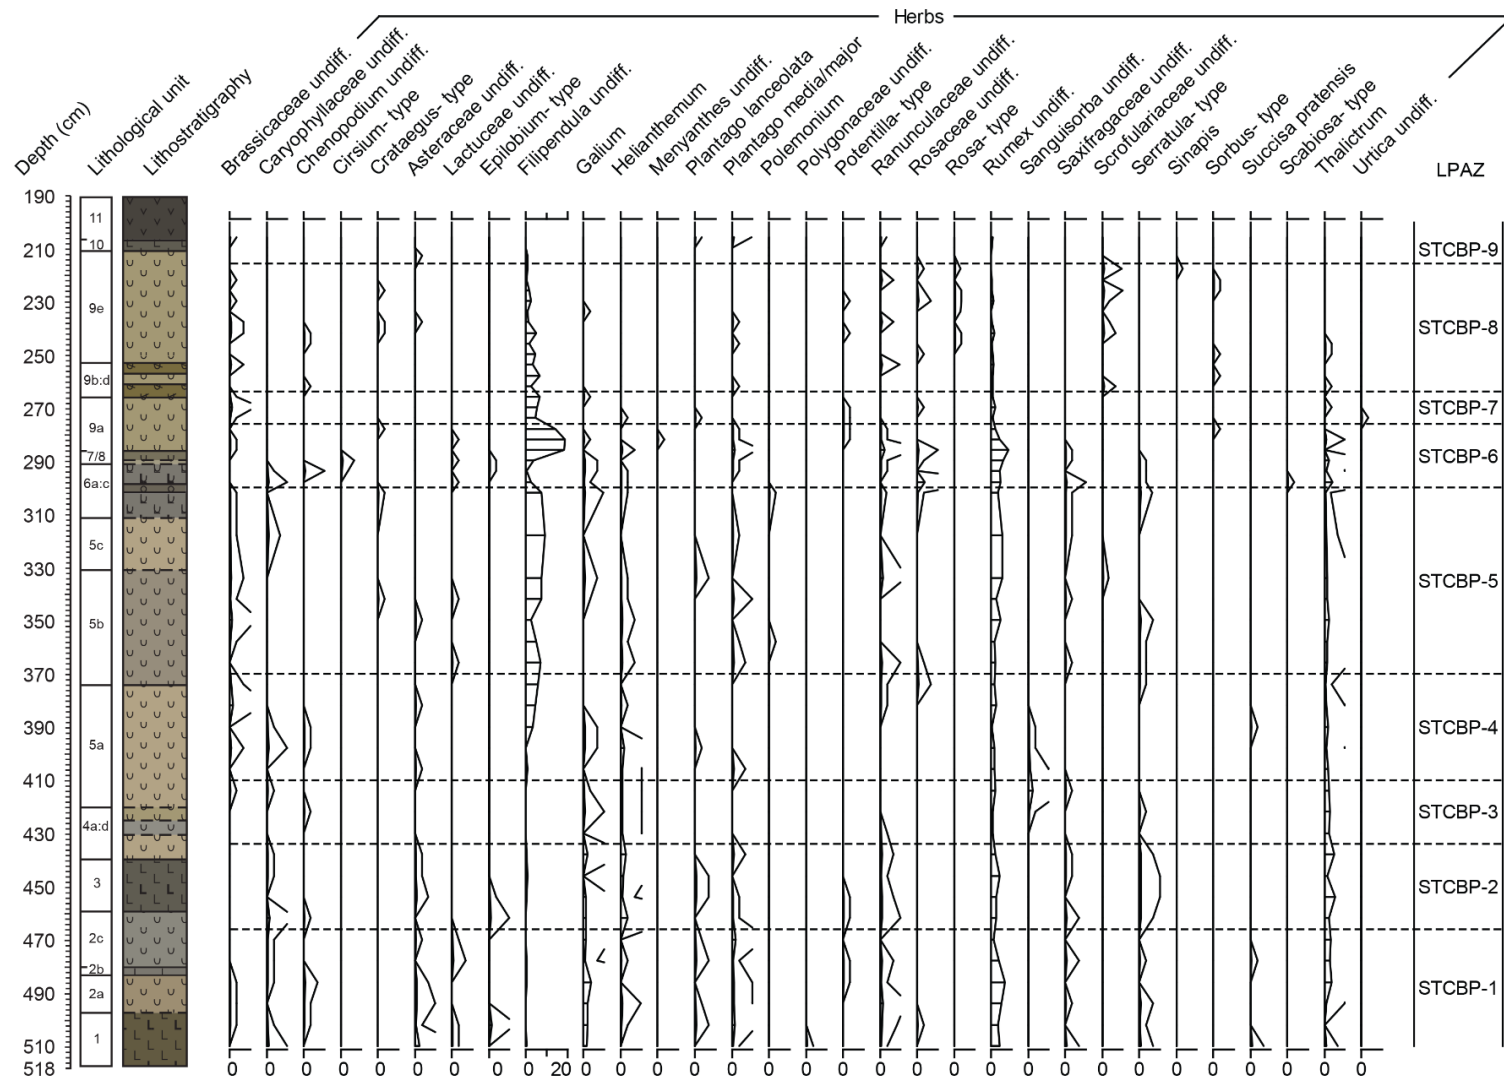 Herbs
Depth (cm)
Lithological unit
Lithostratigraphy
Brassicaceae undiff.
Caryophyllaceae undiff.
Chenopodium undiff.
Cirsium- type
Crataegus- type
Asteraceae undiff.
Lactuceae undiff.
Epilobium- type
Filipendula undiff.
Galium
Helianthemum
Menyanthes undiff.
Plantago lanceolata
Plantago media/major
Polemonium
Polygonaceae undiff.
Potentilla- type
Ranunculaceae undiff.
Rosaceae undiff.
Rosa- type
Rumex undiff.
Sanguisorba undiff.
Saxifragaceae undiff.
Scrofulariaceae undiff.
Serratula- type
Sinapis
Sorbus- type
Succisa pratensis
Scabiosa- type
Thalictrum
Urtica undiff.
LPAZ
190
210
230
250
270
290
310
330
350
370
390
410
430
450
470
490
510
518
11
10
9e
9b:d
9a
7/8
6a:c
5c
5b
5a
4a:d
3
2c
2b
2a
1
STCBP-9
STCBP-8
STCBP-7
STCBP-6
STCBP-5
STCBP-4
STCBP-3
STCBP-2
STCBP-1
0 0 0 0 0 0 0 0 0 20 0 0 0 0 0 0 0 0 0 0 0 0 0 0 0 0 0 0 0 0 0 0